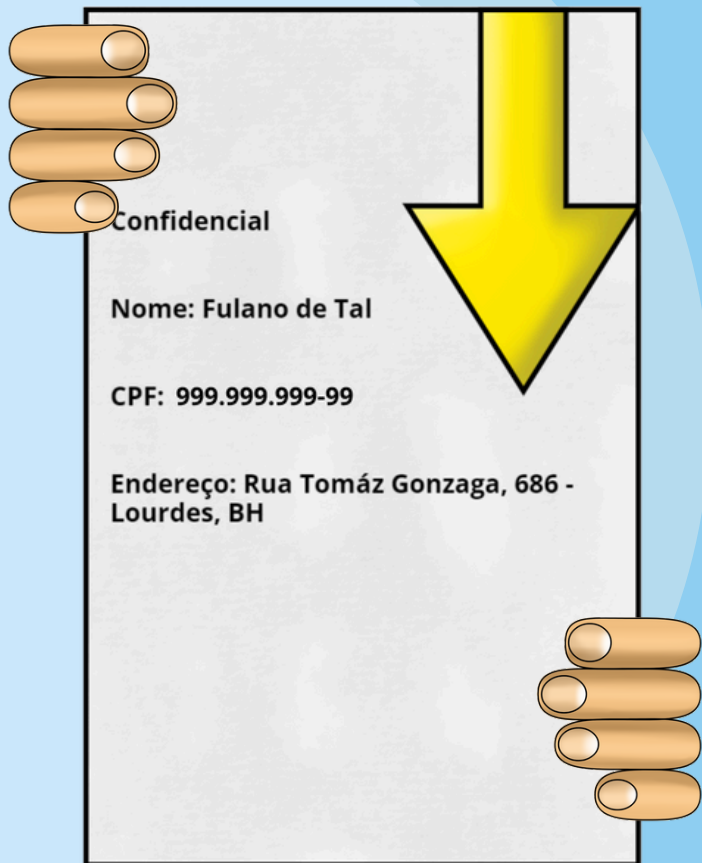 Confidencial
Nome: Fulano de Tal
CPF: 999.999.999-99
Endereço: Rua Tomáz Gonzaga, 686 -
Lourdes, BH